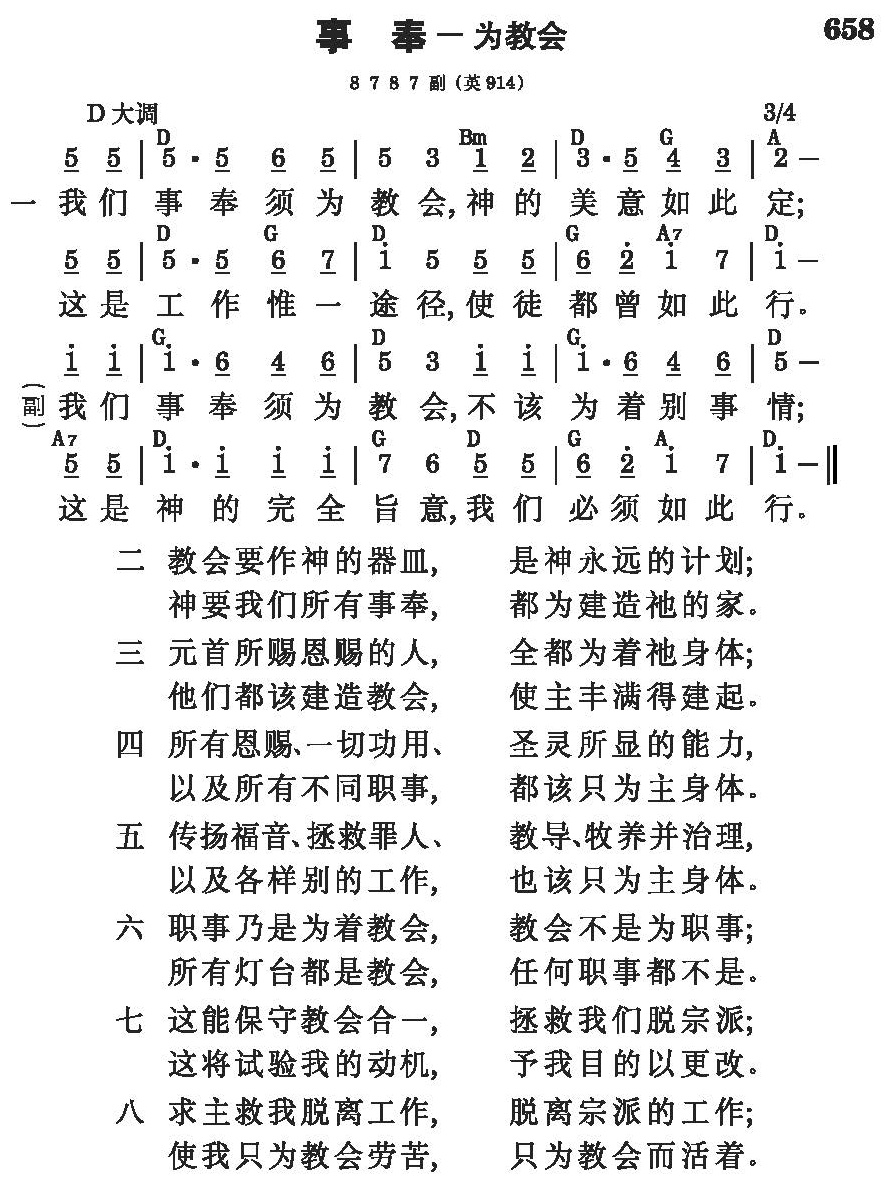 事 奉－为教会 658
8 7 8 7 副（英914）
D大调 3/4
D Bm D G A
5 5 | 5 · 5 6 5 | 5 3 1 2 | 3 · 5 4 3 | 2 －
一 我们 事 奉 须 为 教 会, 神 的 美 意 如 此 定;
D G D G A7 D
5 5 | 5 · 5 6 7 | i 5 5 5 | 6 2̇ i 7 | i －
这是 工 作 惟 一 途 径, 使 徒 都 曾 如 此 行。
G D G D
i i | i · 6 4 6 | 5 3 i i | i · 6 4 6 | 5 －
(副) 我们 事 奉 须 为 教 会, 不 该 为 着 别 事 情;
A7 D G D G A D
5 5 | i · i i i | 7 6 5 5 | 6 2̇ i 7 | i － ‖
这是 神 的 完 全 旨 意, 我 们 必 须 如 此 行。
二 教会要作神的器皿, 是神永远的计划;
神要我们所有事奉, 都为建造祂的家。
三 元首所赐恩赐的人, 全都为着祂身体;
他们都该建造教会, 使主丰满得建起。
四 所有恩赐、一切功用、 圣灵所显的能力,
以及所有不同职事, 都该只为主身体。
五 传扬福音、拯救罪人、 教导、牧养并治理,
以及各样别的工作, 也该只为主身体。
六 职事乃是为着教会, 教会不是为职事;
所有灯台都是教会, 任何职事都不是。
七 这能保守教会合一, 拯救我们脱宗派;
这将试验我的动机, 予我目的以更改。
八 求主救我脱离工作, 脱离宗派的工作;
使我只为教会劳苦, 只为教会而活着。